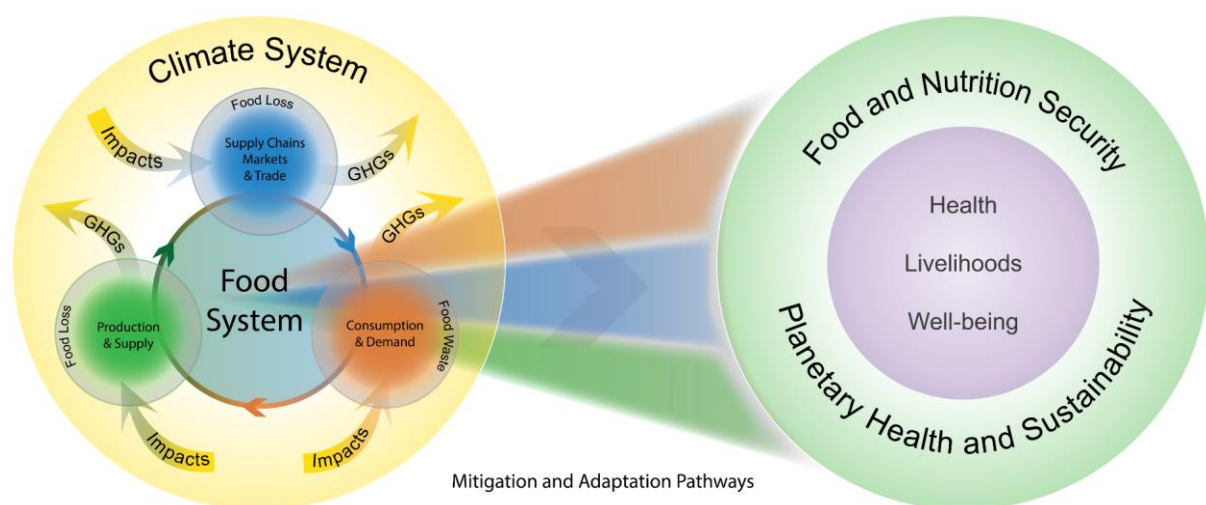 Climate System
Food Loss
Supply Chains
Markets
& Trade
Impacts
GHGs
GHGs
GHGs
Food
System
Food Loss
Production
& Supply
Consumption
& Demand
Food Waste
Impacts
Impacts
Mitigation and Adaptation Pathways
Food and Nutrition Security
Health
Livelihoods
Well-being
Planetary Health and Sustainability